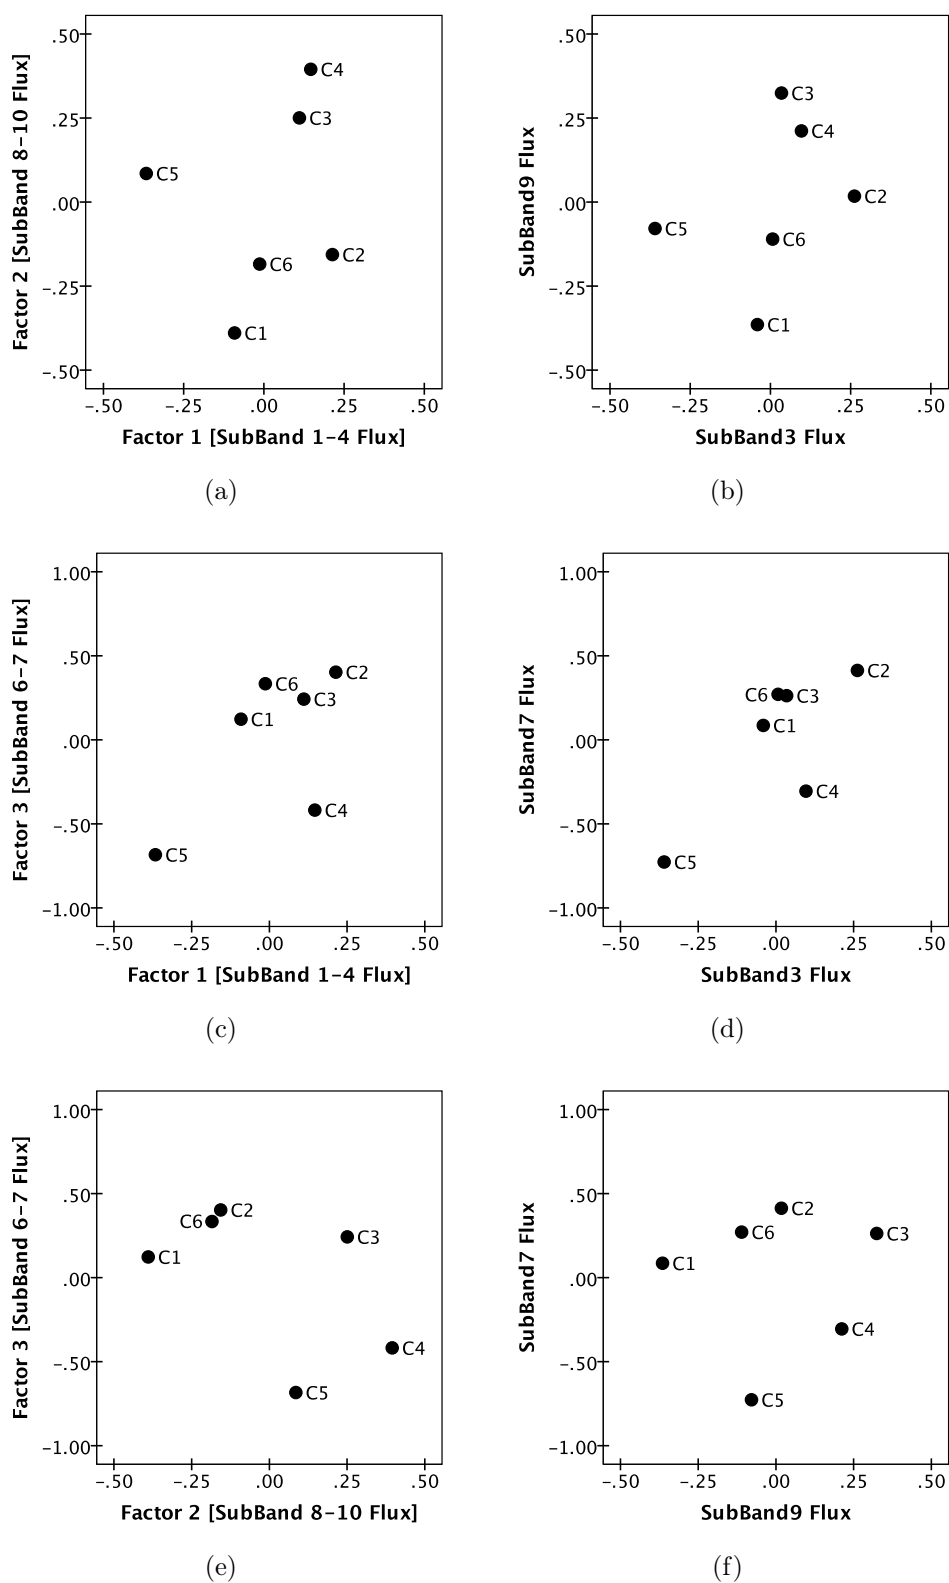 .50
.25
.00
−.25
−.50
Factor 2 [SubBand 8−10 Flux]
C4
C3
C5
C2
C6
C1
−.50 −.25 .00 .25 .50
Factor 1 [SubBand 1−4 Flux]
(a)
.50
.25
.00
−.25
−.50
SubBand9 Flux
C3
C4
C2
C5
C6
C1
−.50 −.25 .00 .25 .50
SubBand3 Flux
(b)
1.00
.50
.00
−.50
−1.00
Factor 3 [SubBand 6−7 Flux]
C2
C6
C3
C1
C4
C5
−.50 −.25 .00 .25 .50
Factor 1 [SubBand 1−4 Flux]
(c)
1.00
.50
.00
−.50
−1.00
SubBand7 Flux
C2
C6 C3
C1
C4
C5
−.50 −.25 .00 .25 .50
SubBand3 Flux
(d)
1.00
.50
.00
−.50
−1.00
Factor 3 [SubBand 6−7 Flux]
C2
C6
C3
C1
C4
C5
−.50 −.25 .00 .25 .50
Factor 2 [SubBand 8−10 Flux]
(e)
1.00
.50
.00
−.50
−1.00
SubBand7 Flux
C2
C6
C3
C1
C4
C5
−.50 −.25 .00 .25 .50
SubBand9 Flux
(f)